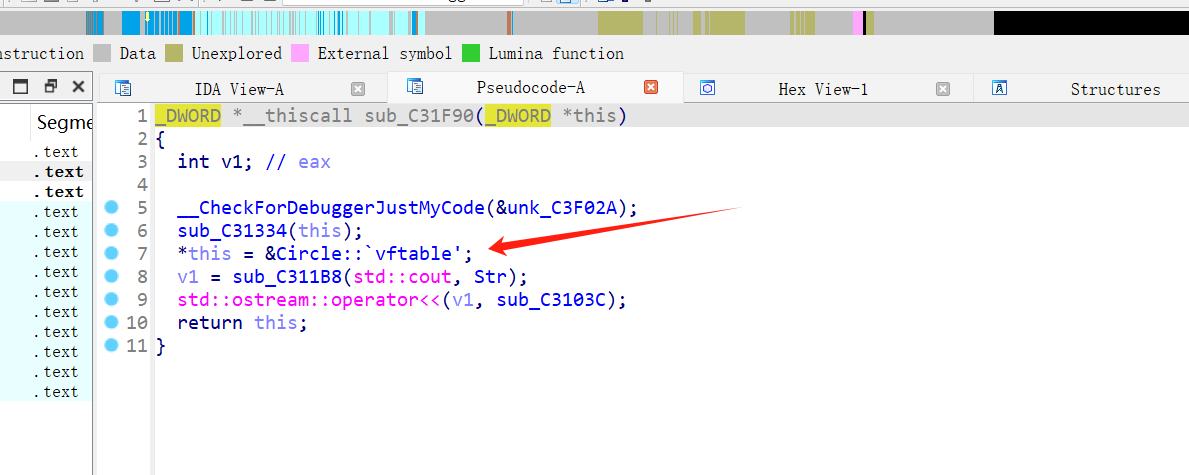 nstruction Data Unexplored External symbol Lumina function
IDA View-A Pseudocode-A Hex View-1 Structures
Segme
.text
.text
.text
.text
.text
.text
.text
.text
.text
.text
.text
.text
.text
1 _DWORD *__thiscall sub_C31F90(_DWORD *this)
2 {
3 int v1; // eax
4
5 __CheckForDebuggerJustMyCode(&unk_C3F02A);
6 sub_C31334(this);
7 *this = &Circle::`vftable';
8 v1 = sub_C311B8(std::cout, Str);
9 std::ostream::operator<<(v1, sub_C3103C);
10 return this;
11 }